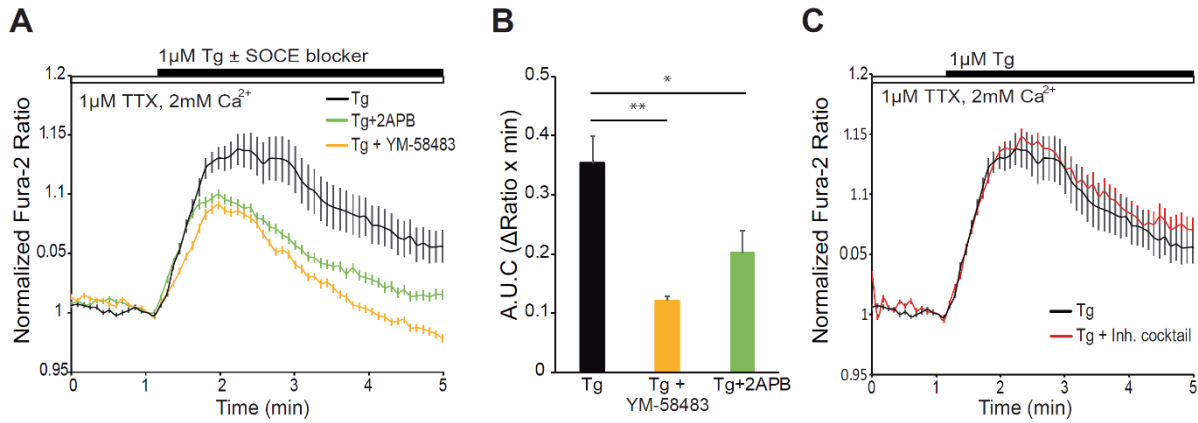 A
1µM Tg ± SOCE blocker
1µM TTX, 2mM Ca²⁺
Tg
Tg+2APB
Tg + YM-58483
Normalized Fura-2 Ratio
1.2
1.15
1.10
1.05
1
0.95
0
1
2
3
4
5
Time (min)
B
A.U.C (ΔRatio x min)
0.5
0.4
0.3
0.2
0.1
0
*
**
Tg
Tg +
YM-58483
Tg+2APB
C
1µM Tg
1µM TTX, 2mM Ca²⁺
Normalized Fura-2 Ratio
1.2
1.15
1.10
1.05
1
0.95
Tg
Tg + Inh. cocktail
0
1
2
3
4
5
Time (min)